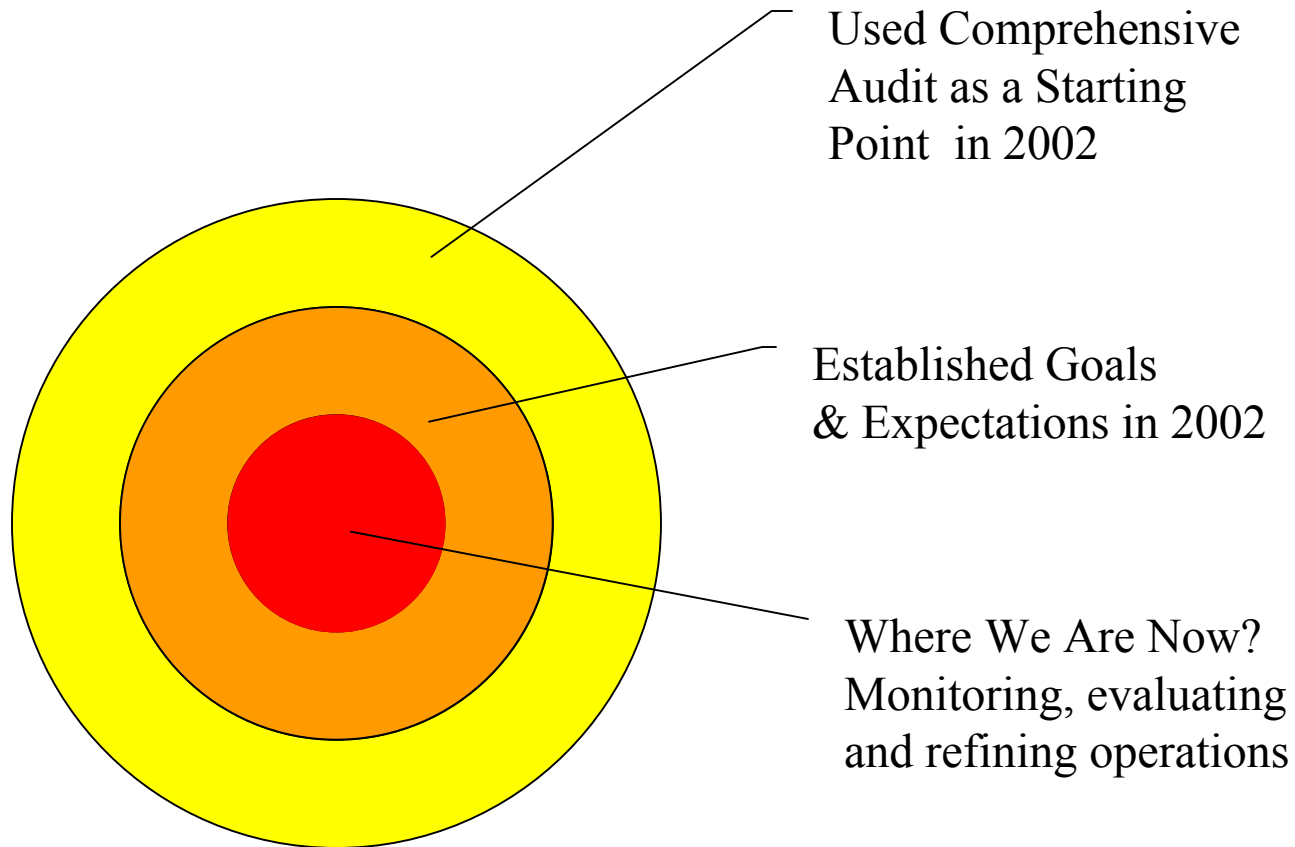 Used Comprehensive
Audit as a Starting
Point in 2002
Established Goals
& Expectations in 2002
Where We Are Now?
Monitoring, evaluating
and refining operations